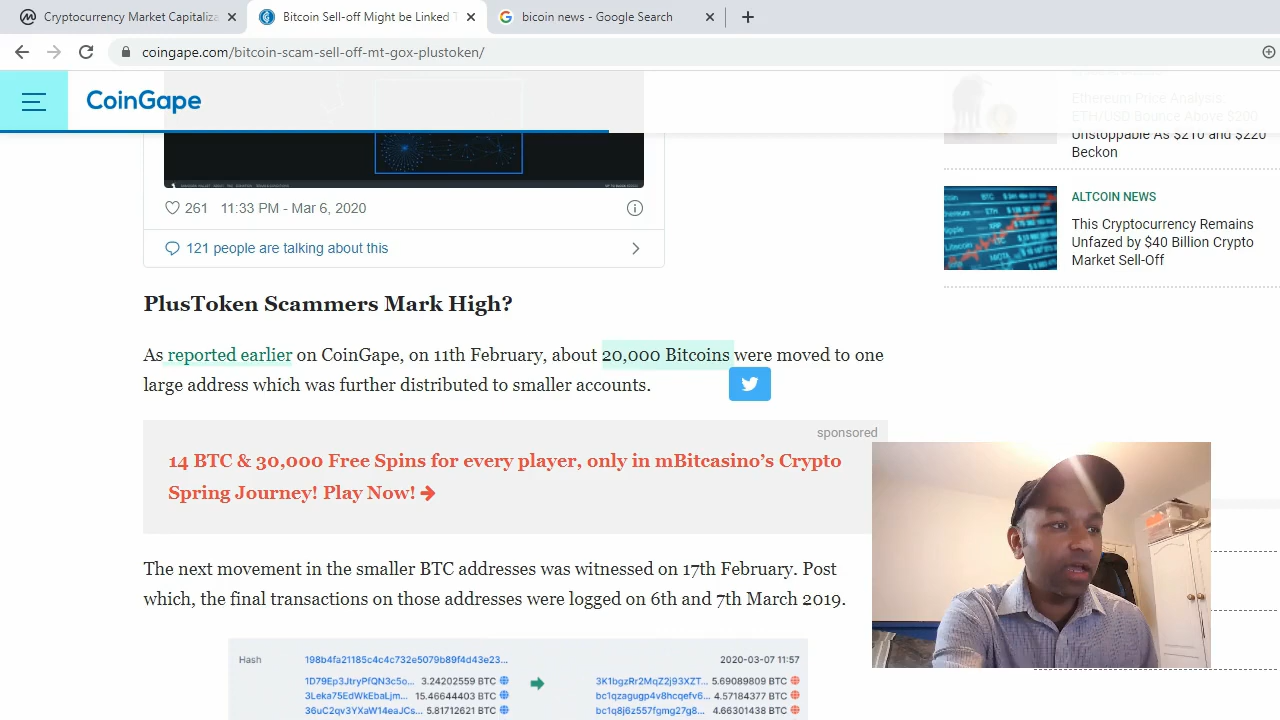 Cryptocurrency Market Capitaliza
Bitcoin Sell-off Might be Linked T
bicoin news - Google Search
coingape.com/bitcoin-scam-sell-off-mt-gox-plustoken/
CoinGape
Ethereum Price Analysis
ETH/USD Bounce Above $200
Unstoppable As $210 and $220
Beckon
261 11:33 PM - Mar 6, 2020
121 people are talking about this
ALTCOIN NEWS
This Cryptocurrency Remains
Unfazed by $40 Billion Crypto
Market Sell-Off
PlusToken Scammers Mark High?
As reported earlier on CoinGape, on 11th February, about 20,000 Bitcoins were moved to one
large address which was further distributed to smaller accounts.
sponsored
14 BTC & 30,000 Free Spins for every player, only in mBitcasino's Crypto
Spring Journey! Play Now!
The next movement in the smaller BTC addresses was witnessed on 17th February. Post
which, the final transactions on those addresses were logged on 6th and 7th March 2019.
Hash 198b4fa21185c4c4c732e5079b89f4d43e23... 2020-03-07 11:57
1D79Ep3JtryPfQN3c5o... 3.24202559 BTC 3K1bgzRr2MqZ2j93XZT... 5.69089809 BTC
3Leka75EdWkEbaLjm... 15.46644403 BTC bc1qzagugp4v8hcqefv6... 4.57184377 BTC
36uC2qv3YXaW14eaJCs... 5.81712621 BTC bc1q8j6z557fgmg27g8... 4.66301438 BTC